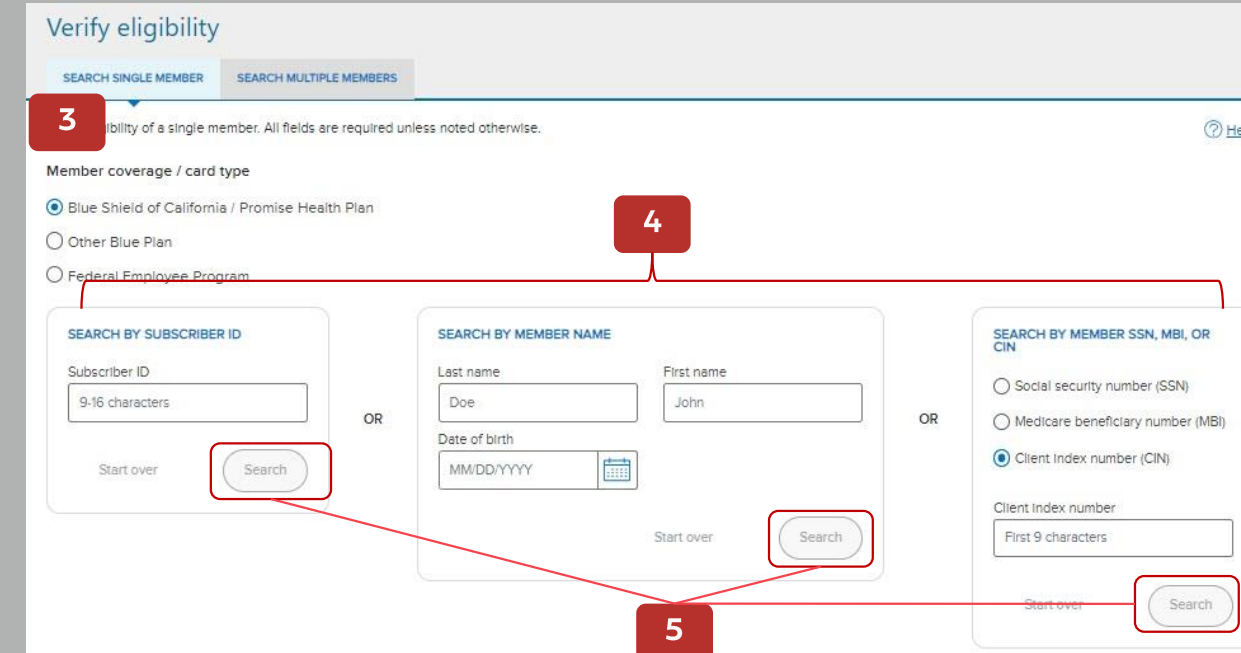 Verify eligibility
SEARCH SINGLE MEMBER
SEARCH MULTIPLE MEMBERS
3
of a single member. All fields are required unless noted otherwise.
Member coverage / card type
Blue Shield of California / Promise Health Plan
Other Blue Plan
Federal Employee Program
4
SEARCH BY SUBSCRIBER ID
Subscriber ID
9-16 characters
Start over
Search
OR
SEARCH BY MEMBER NAME
Last name
First name
Doe
John
Date of birth
MM/DD/YYYY
Start over
Search
OR
SEARCH BY MEMBER SSN, MBI, OR
CIN
Social security number (SSN)
Medicare beneficiary number (MBI)
Client Index number (CIN)
Client Index number
First 9 characters
Start over
Search
5